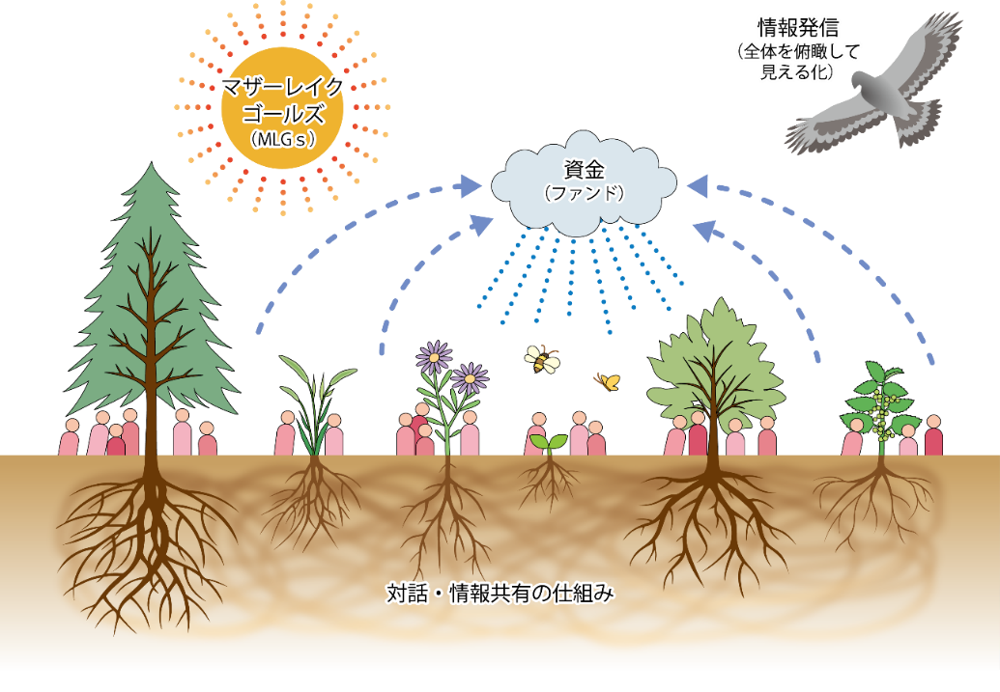 マザーレイク
ゴールズ
（MLGｓ）
情報発信
（全体を俯瞰して
見える化）
資金
（ファンド）
対話・情報共有の仕組み